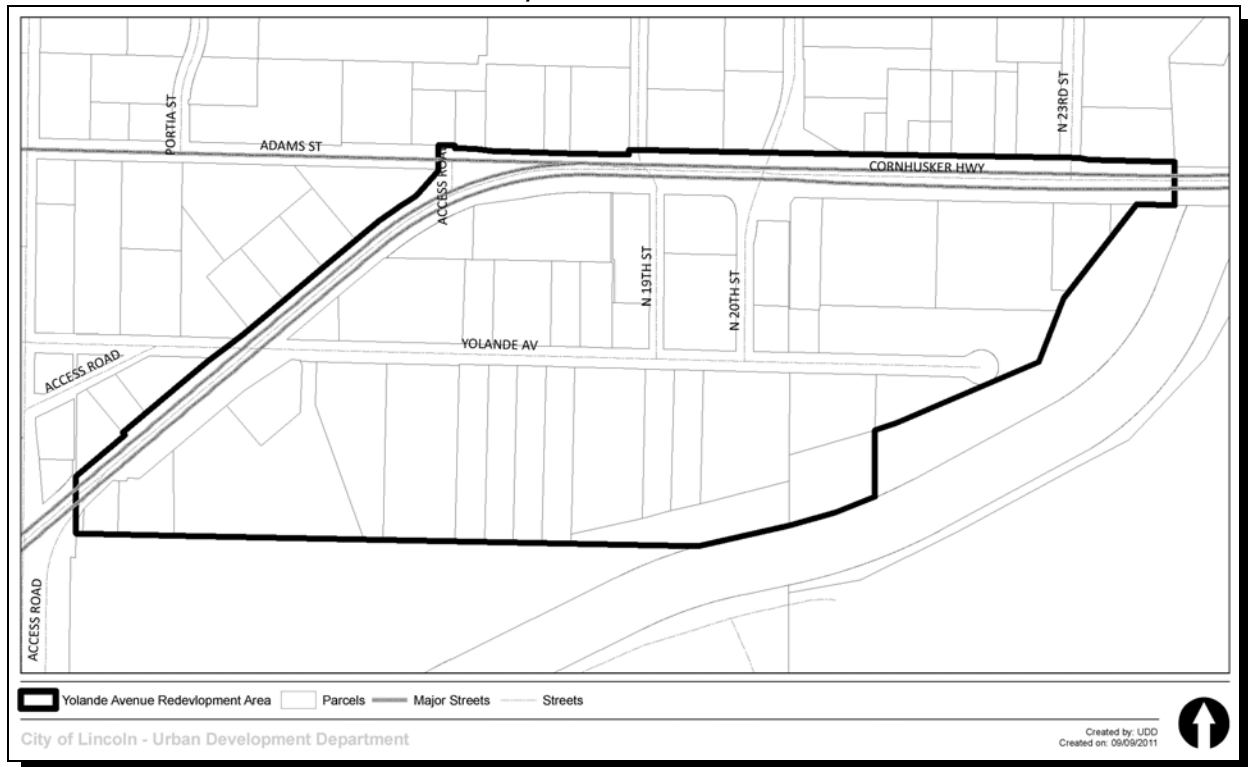 PORTIA ST
N 23RD ST
ADAMS ST
ACCESS ROAD
CORNHUSKER HWY
N 19TH ST
N 20TH ST
YOLANDE AV
ACCESS ROAD
ACCESS ROAD
Yolande Avenue Redevlopment Area
Parcels
Major Streets
Streets
City of Lincoln - Urban Development Department
Created by: UDD
Created on: 09/09/2011